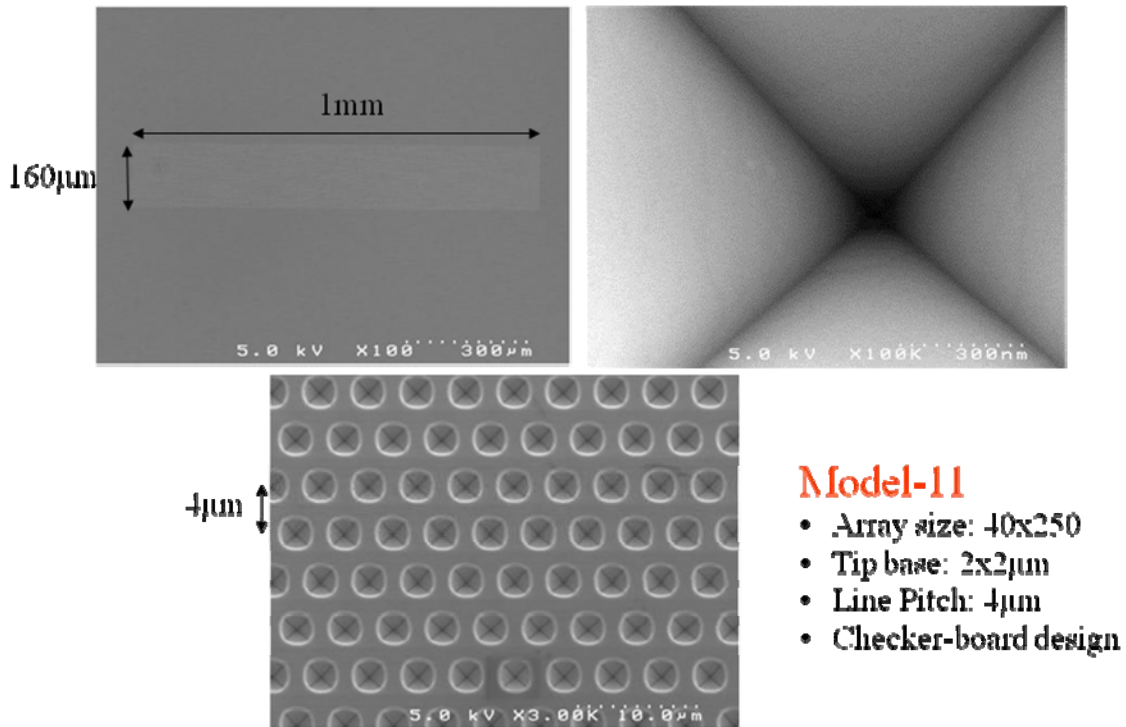 1mm
160μm
5.0 kV X100 300μm
5.0 kV X100K 300nm
4μm
5.0 kV X3.00K 10.0μm
Model-11
• Array size: 40x250
• Tip base: 2x2μm
• Line Pitch: 4μm
• Checker-board design